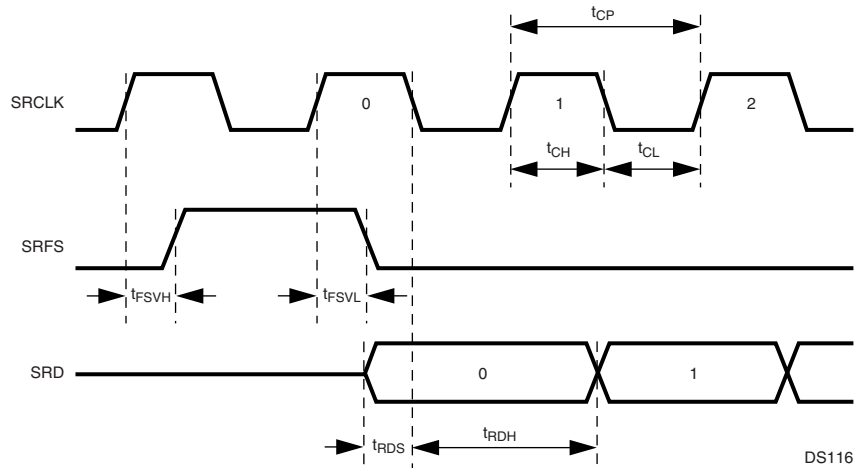 tCP
SRCLK
0
1
2
tCH
tCL
SRFS
tFSVH
tFSVL
SRD
0
1
tRDS
tRDH
DS116